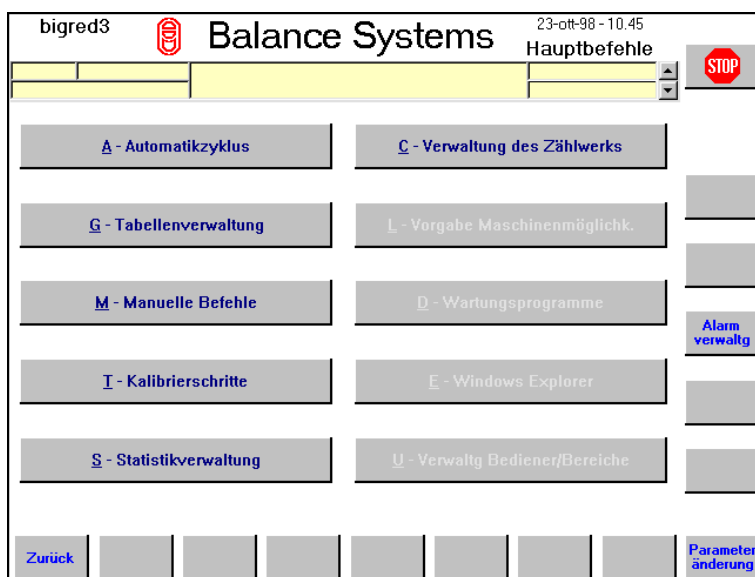 bigred3
Balance Systems
23-ott-98 - 10.45
Hauptbefehle
STOP
A - Automatikzyklus
C - Verwaltung des Zählwerks
G - Tabellenverwaltung
L - Vorgabe Maschinenmöglichk.
M - Manuelle Befehle
D - Wartungsprogramme
Alarm
verwaltg
T - Kalibrierschritte
E - Windows Explorer
S - Statistikverwaltung
U - Verwaltg Bediener/Bereiche
Zurück
Parameter
änderung